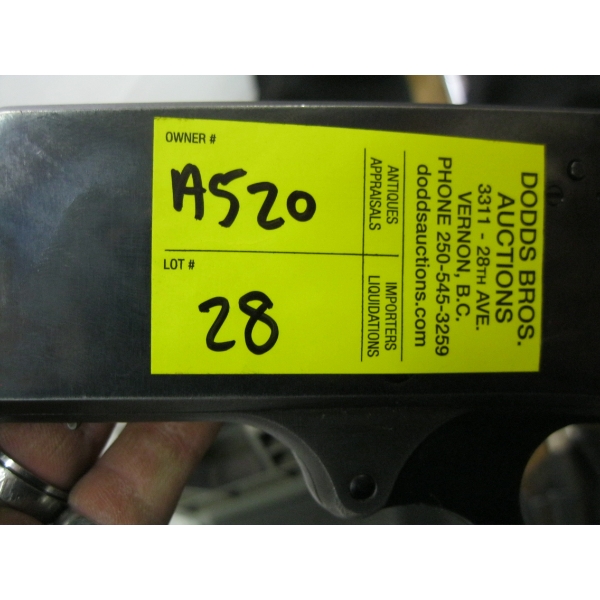 OWNER #
A520
LOT #
28
ANTIQUES
APPRAISALS
IMPORTERS
LIQUIDATIONS
DODDS BROS.
AUCTIONS
3311 - 28TH AVE.
VERNON, B.C.
PHONE 250-545-3259
doddsauctions.com